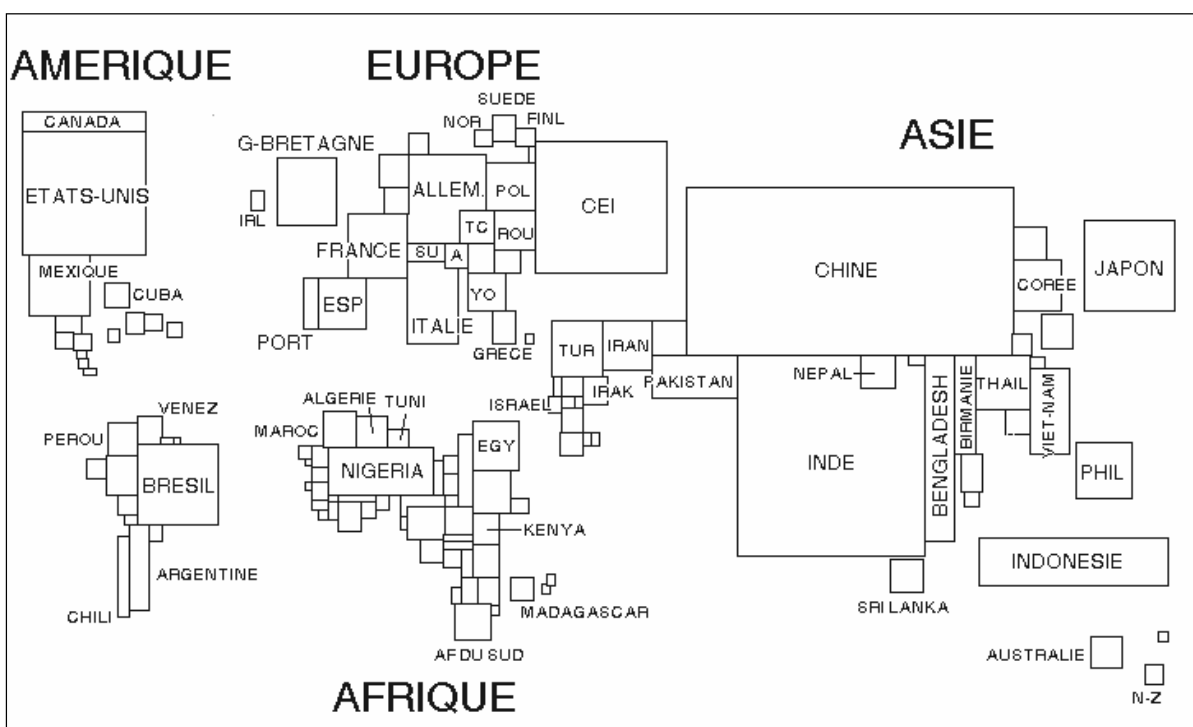 AMERIQUE
EUROPE
ASIE
CANADA
ETATS-UNIS
MEXIQUE
CUBA
G-BRETAGNE
IRL
NOR
SUEDE
FINL
ALLEM.
POL
CEI
TC
ROU
FRANCE
SU
A
YO
ESP
ITALIE
PORT
GRECE
CHINE
COREE
JAPON
TUR
IRAN
IRAK
PAKISTAN
ISRAEL
NEPAL
INDE
BENGLADESH
BIRMANIE
THAIL
VIET-NAM
PHIL
INDONESIE
SRI LANKA
AUSTRALIE
N-Z
VENEZ
PEROU
BRESIL
ARGENTINE
CHILI
ALGERIE
TUNI
MAROC
NIGERIA
EGY
KENYA
MADAGASCAR
AF DU SUD
AFRIQUE